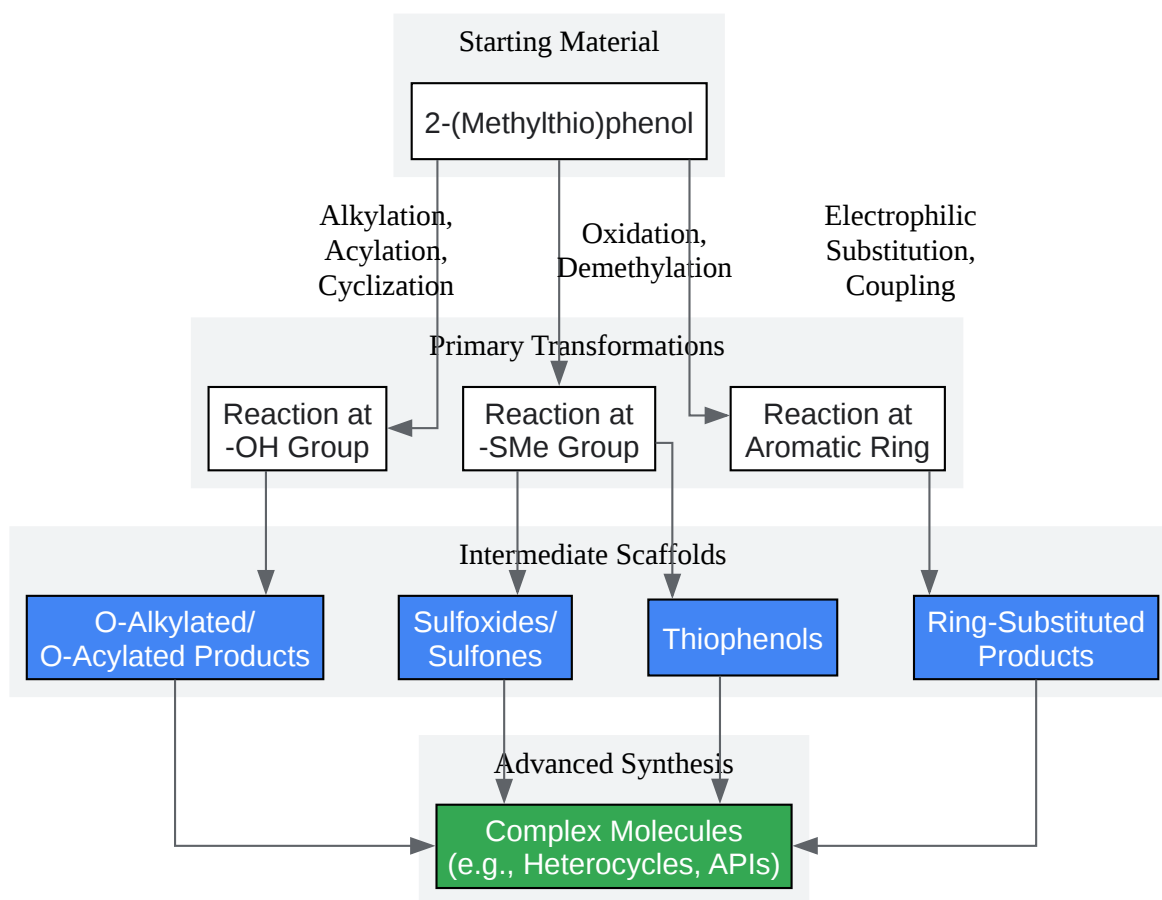 Starting Material
2-(Methylthio)phenol
Alkylation,
Acylation,
Cyclization
Oxidation,
Demethylation
Electrophilic
Substitution,
Coupling
Primary Transformations
Reaction at
-OH Group
Reaction at
-SMe Group
Reaction at
Aromatic Ring
Intermediate Scaffolds
O-Alkylated/
O-Acylated Products
Sulfoxides/
Sulfones
Thiophenols
Ring-Substituted
Products
Advanced Synthesis
Complex Molecules
(e.g., Heterocycles, APIs)